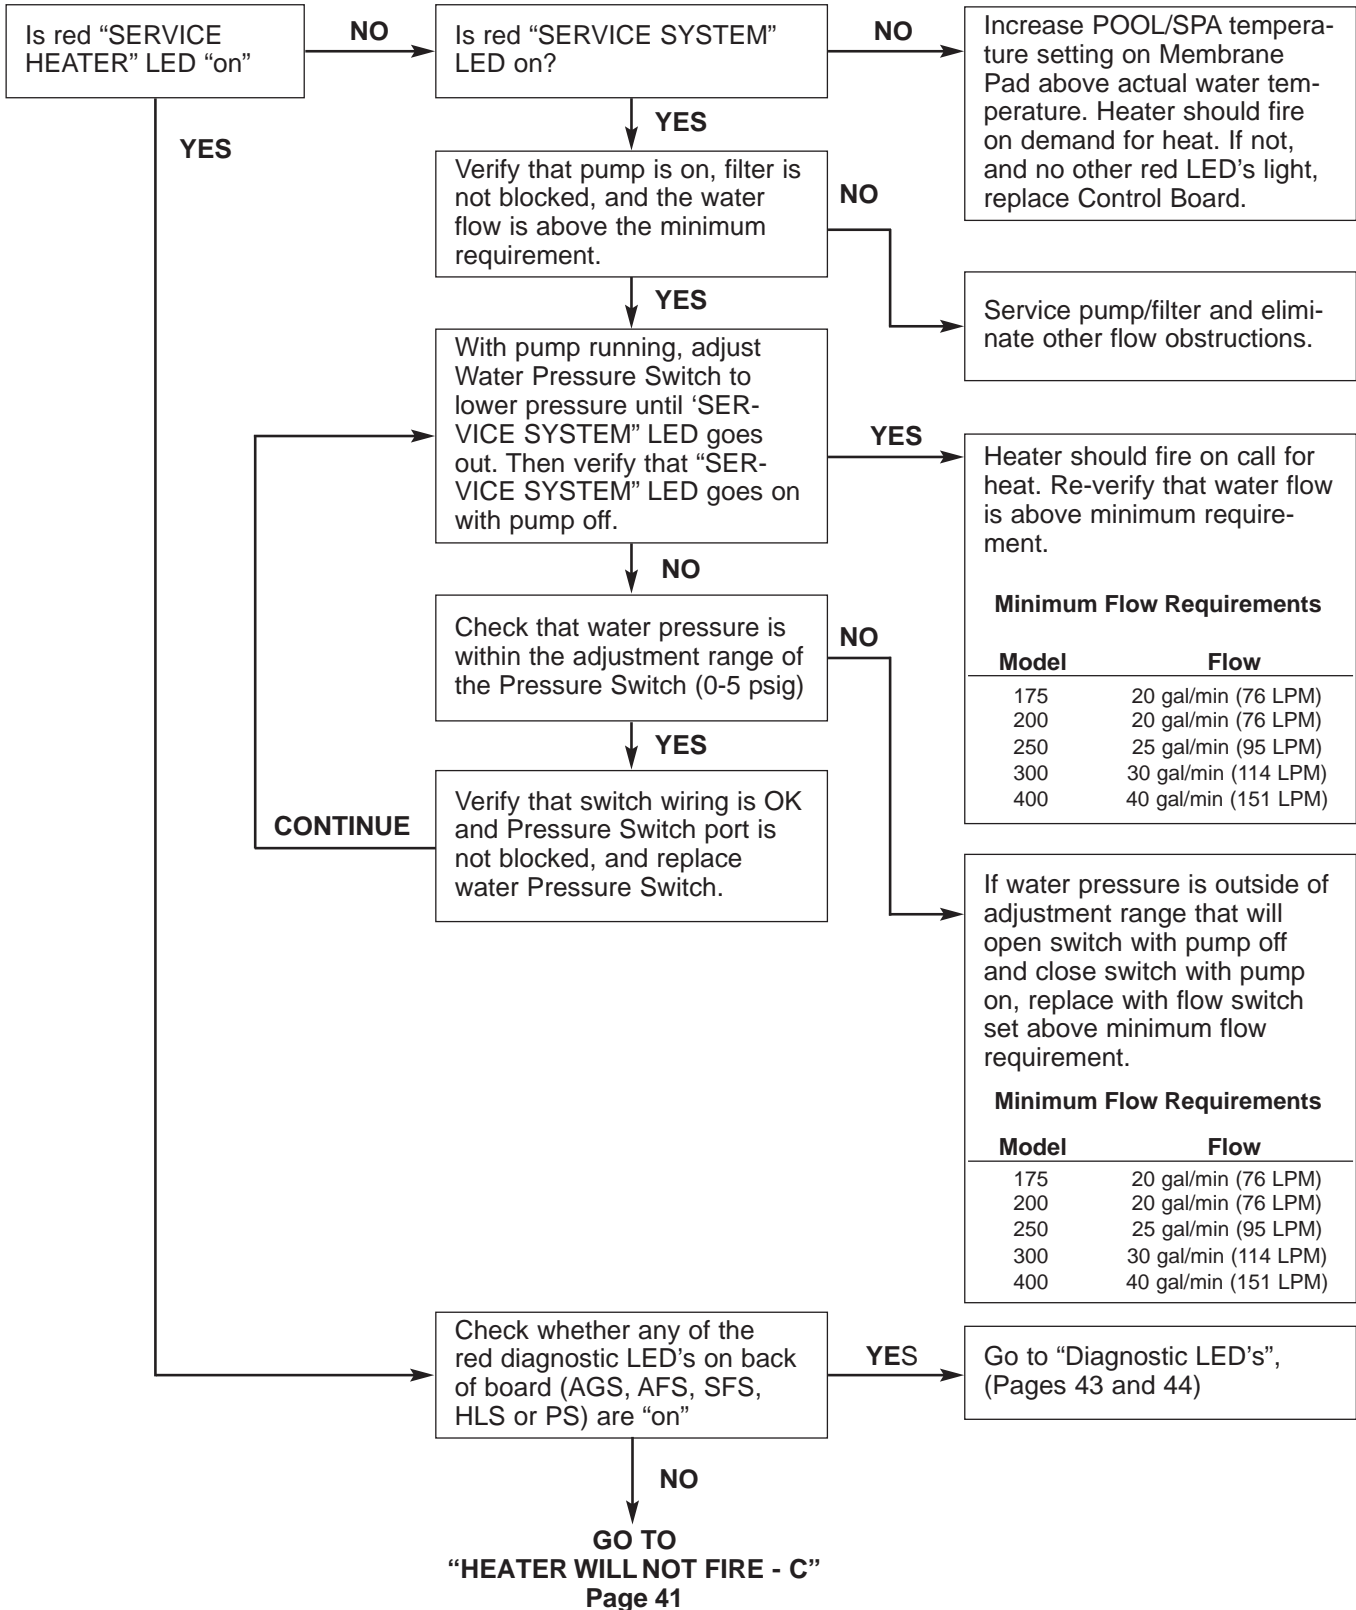 Is red “SERVICE
HEATER” LED “on”
NO
Is red “SERVICE SYSTEM”
LED on?
NO
Increase POOL/SPA tempera-
ture setting on Membrane
Pad above actual water tem-
perature. Heater should fire
on demand for heat. If not,
and no other red LED's light,
replace Control Board.
YES
YES
Verify that pump is on, filter is
not blocked, and the water
flow is above the minimum
requirement.
NO
Service pump/filter and elimi-
nate other flow obstructions.
YES
With pump running, adjust
Water Pressure Switch to
lower pressure until ‘SER-
VICE SYSTEM” LED goes
out. Then verify that “SER-
VICE SYSTEM” LED goes on
with pump off.
YES
Heater should fire on call for
heat. Re-verify that water flow
is above minimum require-
ment.
Minimum Flow Requirements
Model Flow
175 20 gal/min (76 LPM)
200 20 gal/min (76 LPM)
250 25 gal/min (95 LPM)
300 30 gal/min (114 LPM)
400 40 gal/min (151 LPM)
NO
Check that water pressure is
within the adjustment range of
the Pressure Switch (0-5 psig)
NO
YES
Verify that switch wiring is OK
and Pressure Switch port is
not blocked, and replace
water Pressure Switch.
CONTINUE
If water pressure is outside of
adjustment range that will
open switch with pump off
and close switch with pump
on, replace with flow switch
set above minimum flow
requirement.
Minimum Flow Requirements
Model Flow
175 20 gal/min (76 LPM)
200 20 gal/min (76 LPM)
250 25 gal/min (95 LPM)
300 30 gal/min (114 LPM)
400 40 gal/min (151 LPM)
Check whether any of the
red diagnostic LED's on back
of board (AGS, AFS, SFS,
HLS or PS) are “on”
YES
Go to “Diagnostic LED's”,
(Pages 43 and 44)
NO
GO TO
“HEATER WILL NOT FIRE - C”
Page 41